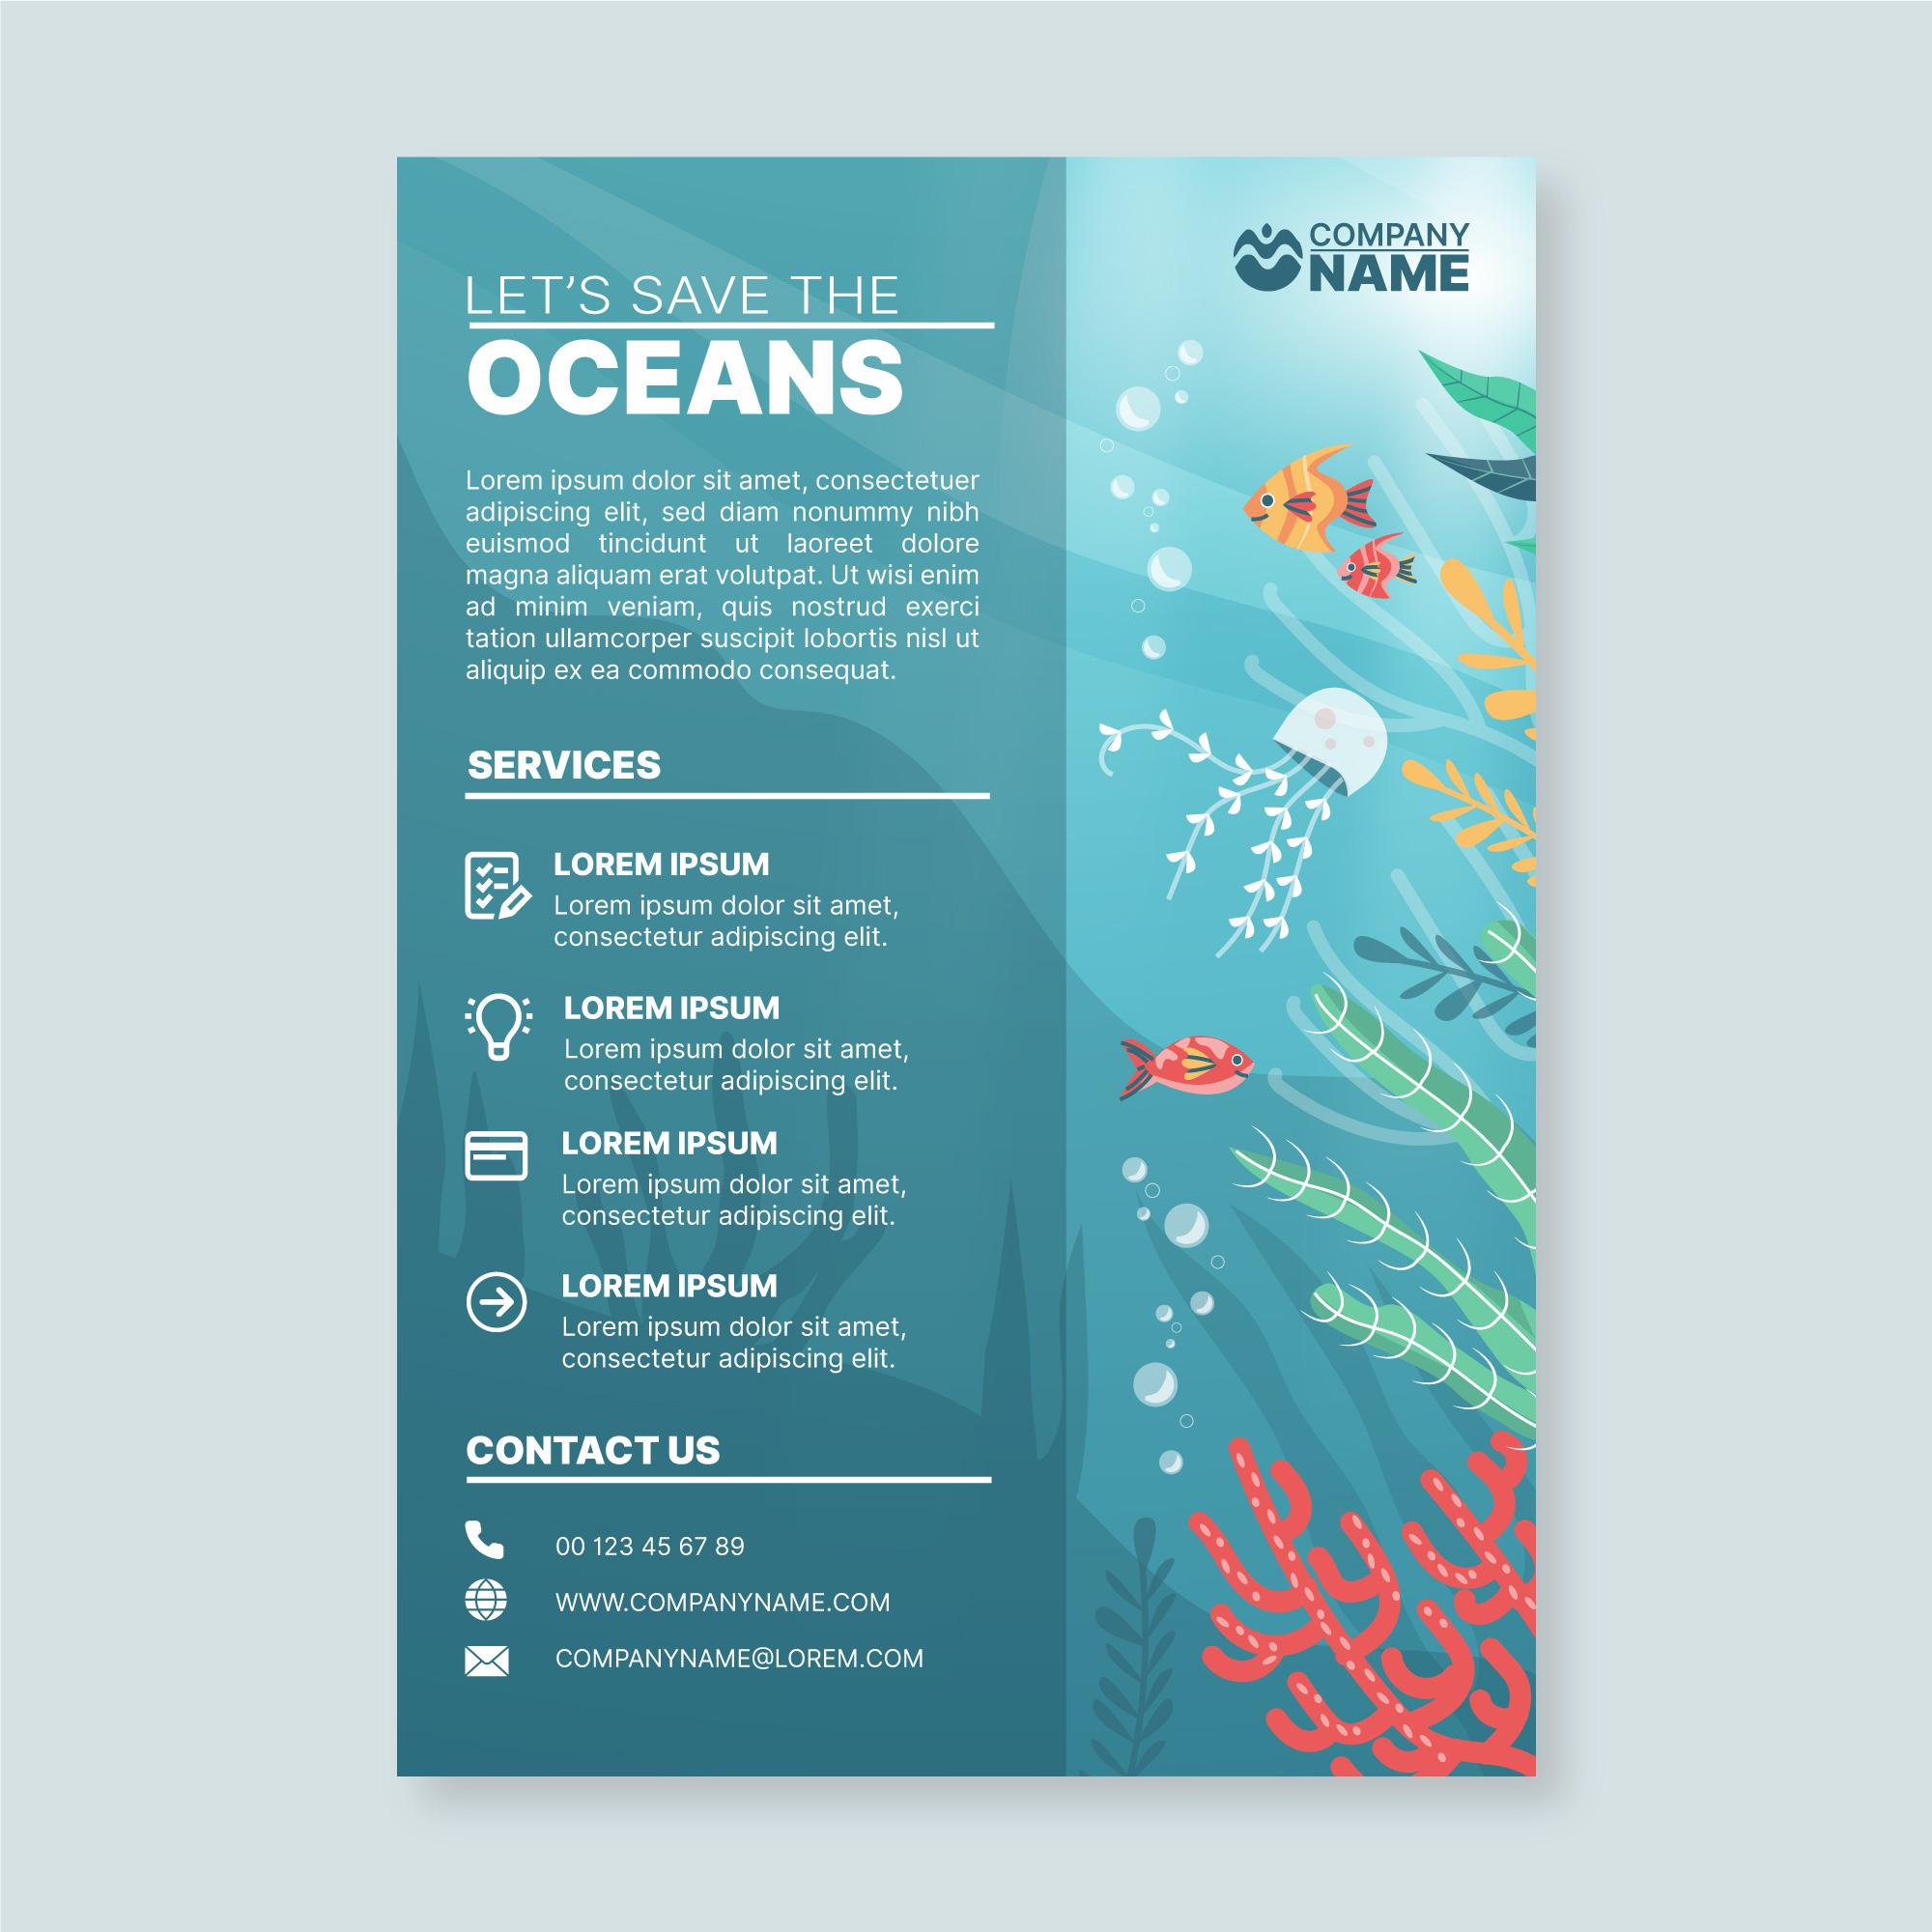 COMPANY
NAME
LET’S SAVE THE
OCEANS
Lorem ipsum dolor sit amet, consectetuer
adipiscing elit, sed diam nonummy nibh
euismod tincidunt ut laoreet dolore
magna aliquam erat volutpat. Ut wisi enim
ad minim veniam, quis nostrud exerci
tation ullamcorper suscipit lobortis nisl ut
aliquip ex ea commodo consequat.
SERVICES
LOREM IPSUM
Lorem ipsum dolor sit amet,
consectetur adipiscing elit.
LOREM IPSUM
Lorem ipsum dolor sit amet,
consectetur adipiscing elit.
LOREM IPSUM
Lorem ipsum dolor sit amet,
consectetur adipiscing elit.
LOREM IPSUM
Lorem ipsum dolor sit amet,
consectetur adipiscing elit.
CONTACT US
00 123 45 67 89
WWW.COMPANYNAME.COM
COMPANYNAME@LOREM.COM